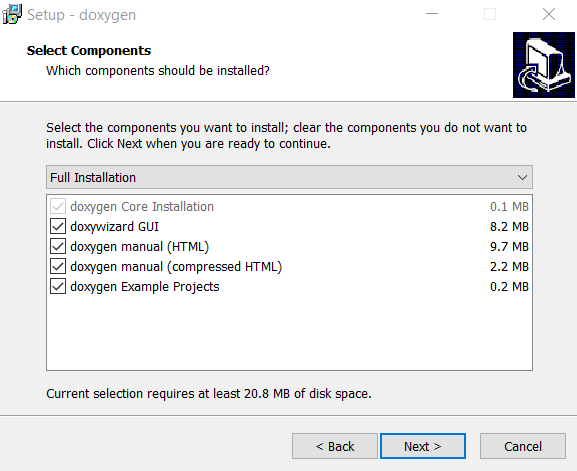 Setup - doxygen
Select Components
Which components should be installed?
Select the components you want to install; clear the components you do not want to
install. Click Next when you are ready to continue.
Full Installation
doxygen Core Installation 0.1 MB
doxywizard GUI 8.2 MB
doxygen manual (HTML) 9.7 MB
doxygen manual (compressed HTML) 2.2 MB
doxygen Example Projects 0.2 MB
Current selection requires at least 20.8 MB of disk space.
< Back Next > Cancel